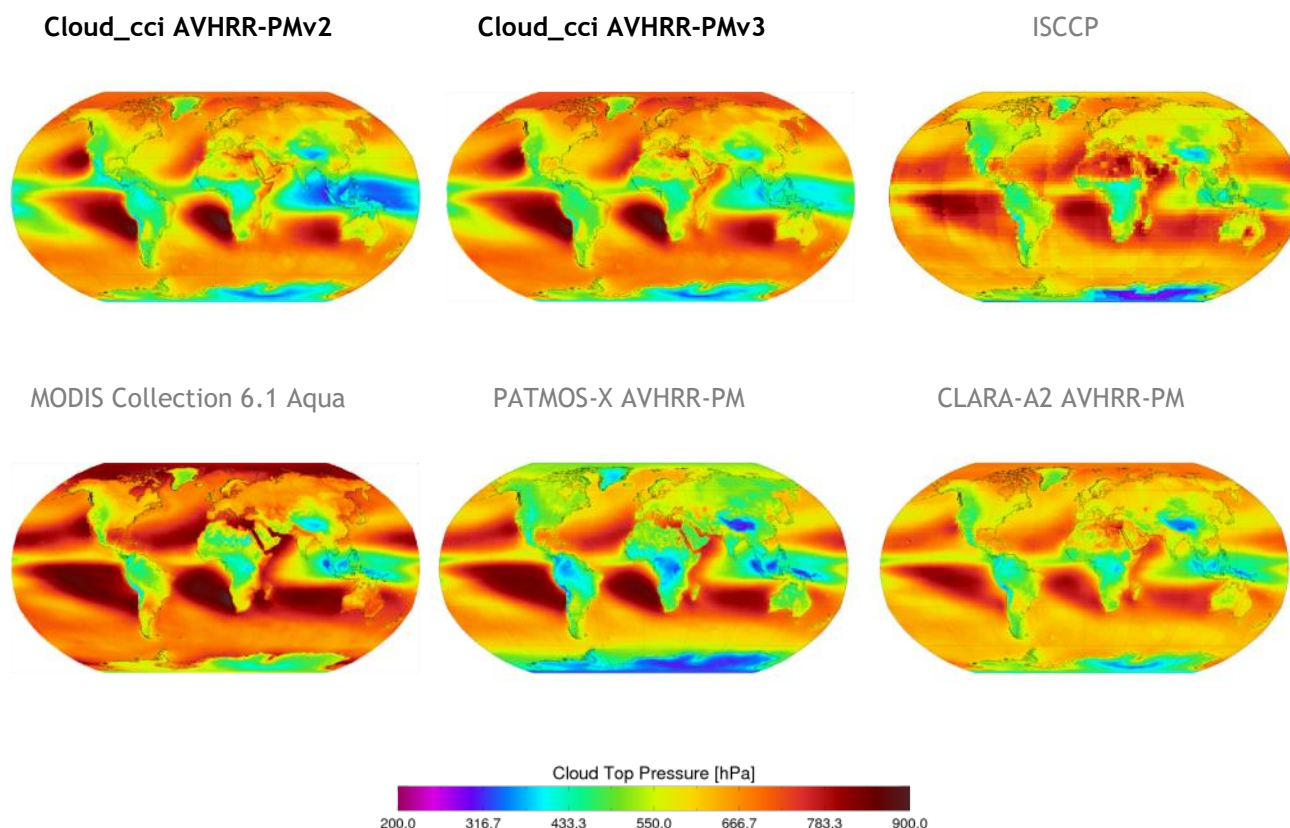 Cloud_cci AVHRR-PMv2 Cloud_cci AVHRR-PMv3 ISCCP
MODIS Collection 6.1 Aqua PATMOS-X AVHRR-PM CLARA-A2 AVHRR-PM
Cloud Top Pressure [hPa]
200.0 316.7 433.3 550.0 666.7 783.3 900.0